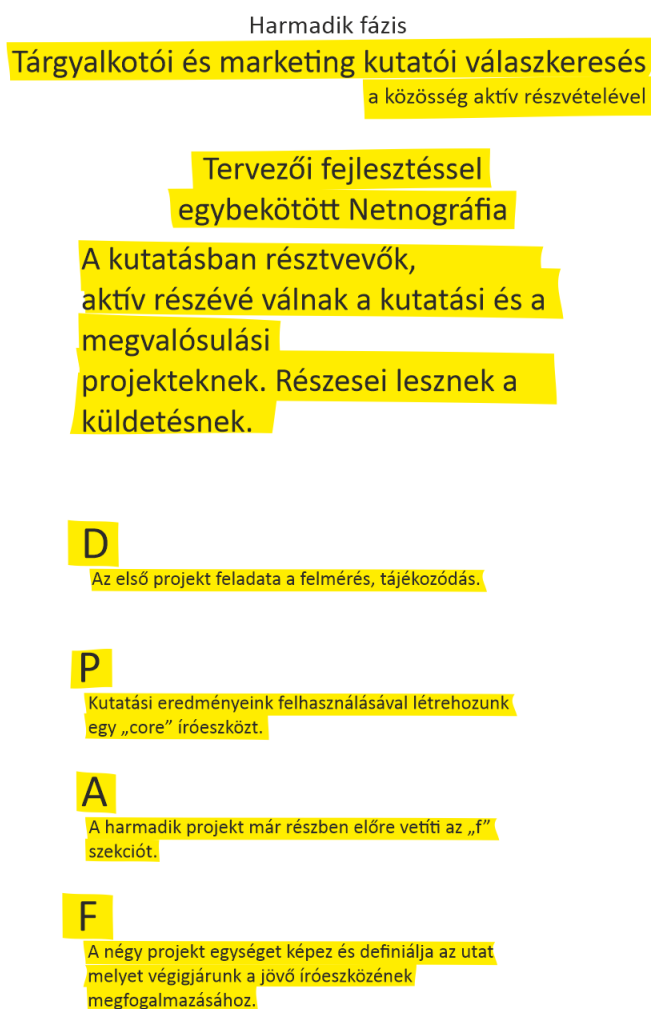 Harmadik fázis
Tárgyalkotói és marketing kutatói válaszkeresés
a közösség aktív részvételével
Tervezői fejlesztéssel
egybekötött Netnográfia
A kutatásban résztvevők,
aktív részévé válnak a kutatási és a
megvalósulási
projekteknek. Részesei lesznek a
küldetésnek.
D
Az első projekt feladata a felmérés, tájékozódás.
P
Kutatási eredményeink felhasználásával létrehozunk
egy „core” íróeszközt.
A
A harmadik projekt már részben előre vetíti az „f”
szekciót.
F
A négy projekt egységet képez és definiálja az utat
melyet végigjárunk a jövő íróeszközének
megfogalmazásához.